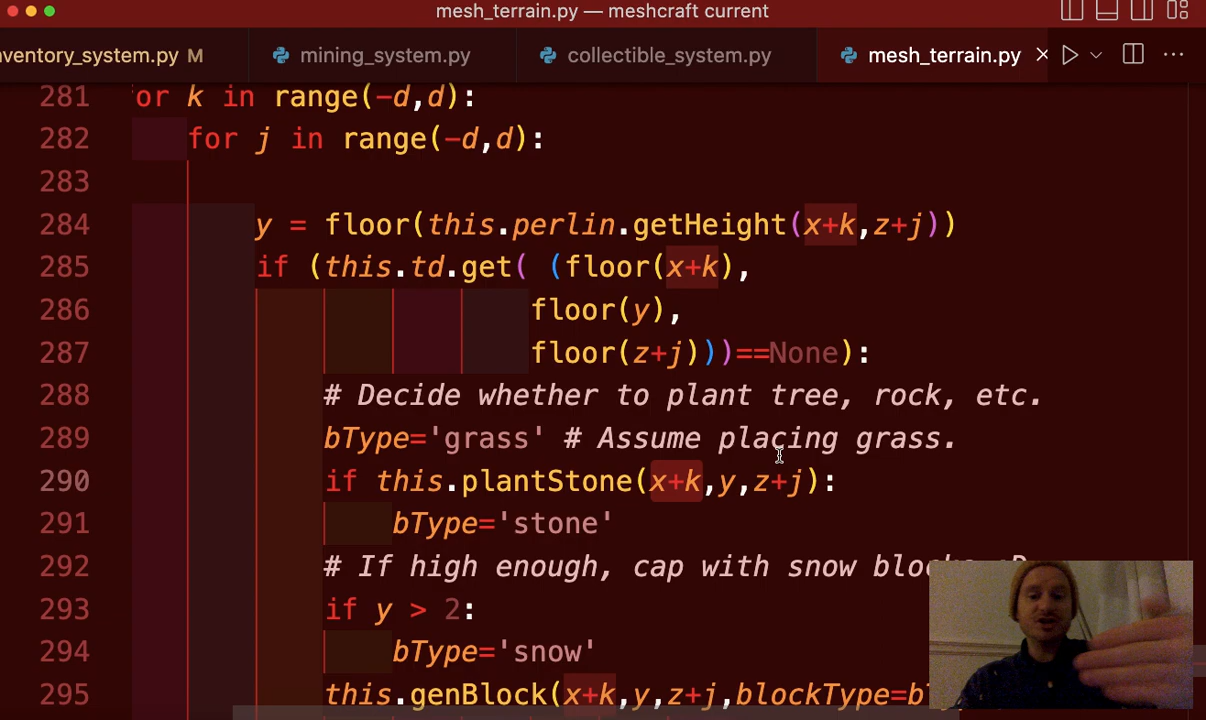 mesh_terrain.py — meshcraft current
nventory_system.py M
mining_system.py
collectible_system.py
mesh_terrain.py
281 or k in range(-d,d):
282 for j in range(-d,d):
283
284 y = floor(this.perlin.getHeight(x+k,z+j))
285 if (this.td.get( (floor(x+k),
286 floor(y),
287 floor(z+j)))==None):
288 # Decide whether to plant tree, rock, etc.
289 bType='grass' # Assume placing grass.
290 if this.plantStone(x+k,y,z+j):
291 bType='stone'
292 # If high enough, cap with snow
293 if y > 2:
294 bType='snow'
295 this.genBlock(x+k,y,z+j,blockType=